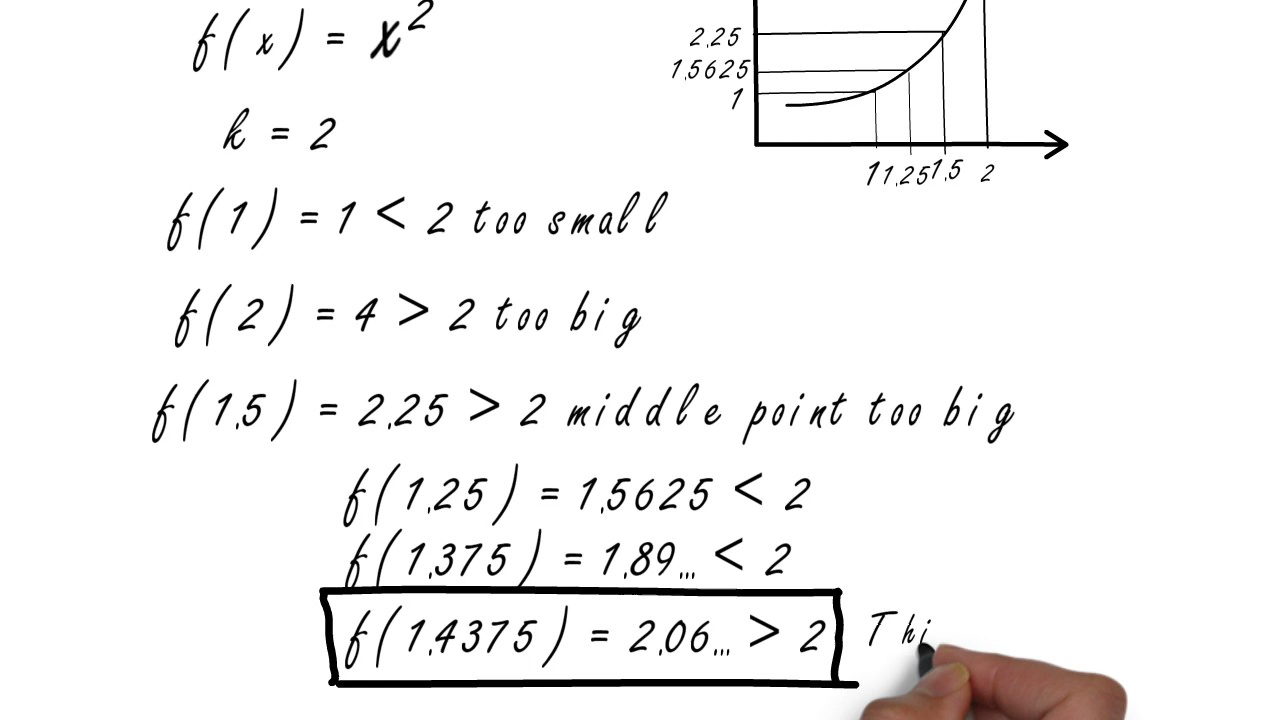 f(x) = x²
k = 2
f(1) = 1 < 2 too small
f(2) = 4 > 2 too big
f(1.5) = 2.25 > 2 middle point too big
f(1.25) = 1.5625 < 2
f(1.375) = 1.89... < 2
f(1.4375) = 2.06... > 2 Thi
2.25
1.5625
1
1 1.25 1.5 2